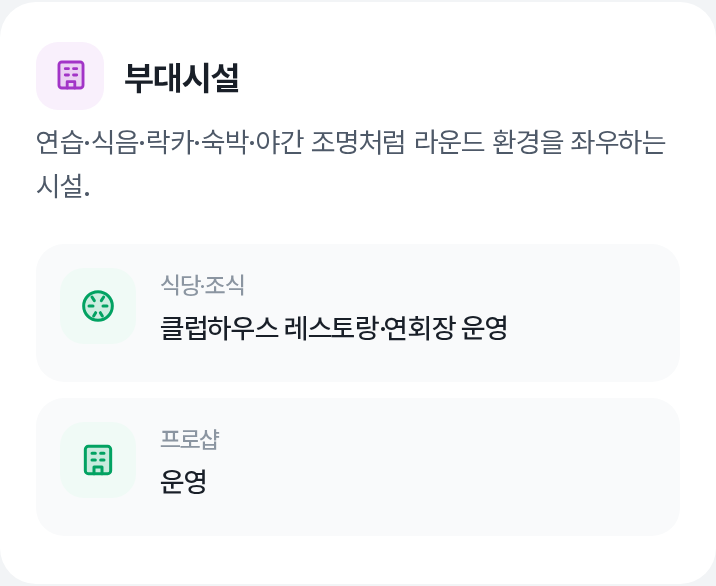 부대시설
연습·식음·락카·숙박·야간 조명처럼 라운드 환경을 좌우하는
시설.
식당·조식
클럽하우스 레스토랑·연회장 운영
프로샵
운영